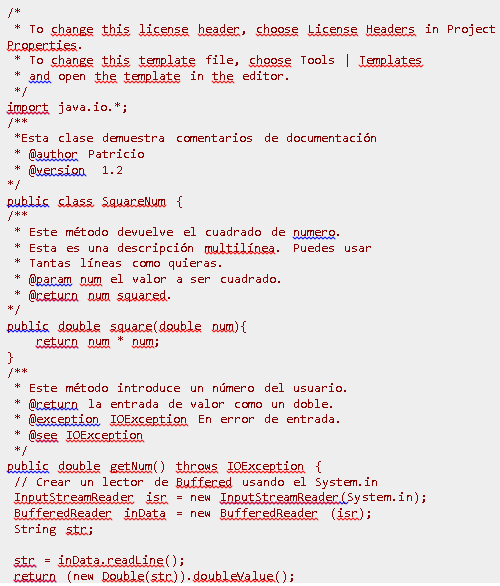 /*
 * To change this license header, choose License Headers in Project
Properties.
 * To change this template file, choose Tools | Templates
 * and open the template in the editor.
 */
import java.io.*;
/**
 *Esta clase demuestra comentarios de documentación
 * @author Patricio
 * @version  1.2
*/
public class SquareNum {
/**
 * Este método devuelve el cuadrado de numero.
 * Esta es una descripción multilínea. Puedes usar
 * Tantas líneas como quieras.
 * @param num el valor a ser cuadrado.
 * @return num squared.
*/
public double square(double num){
    return num * num;
}
/**
 * Este método introduce un número del usuario.
 * @return la entrada de valor como un doble.
 * @exception IOException En error de entrada.
 * @see IOException
 */
public double getNum() throws IOException {
 // Crear un lector de Buffered usando el System.in
 InputStreamReader isr = new InputStreamReader(System.in);
 BufferedReader inData = new BufferedReader (isr);
 String str;

 str = inData.readLine();
 return (new Double(str)).doubleValue();